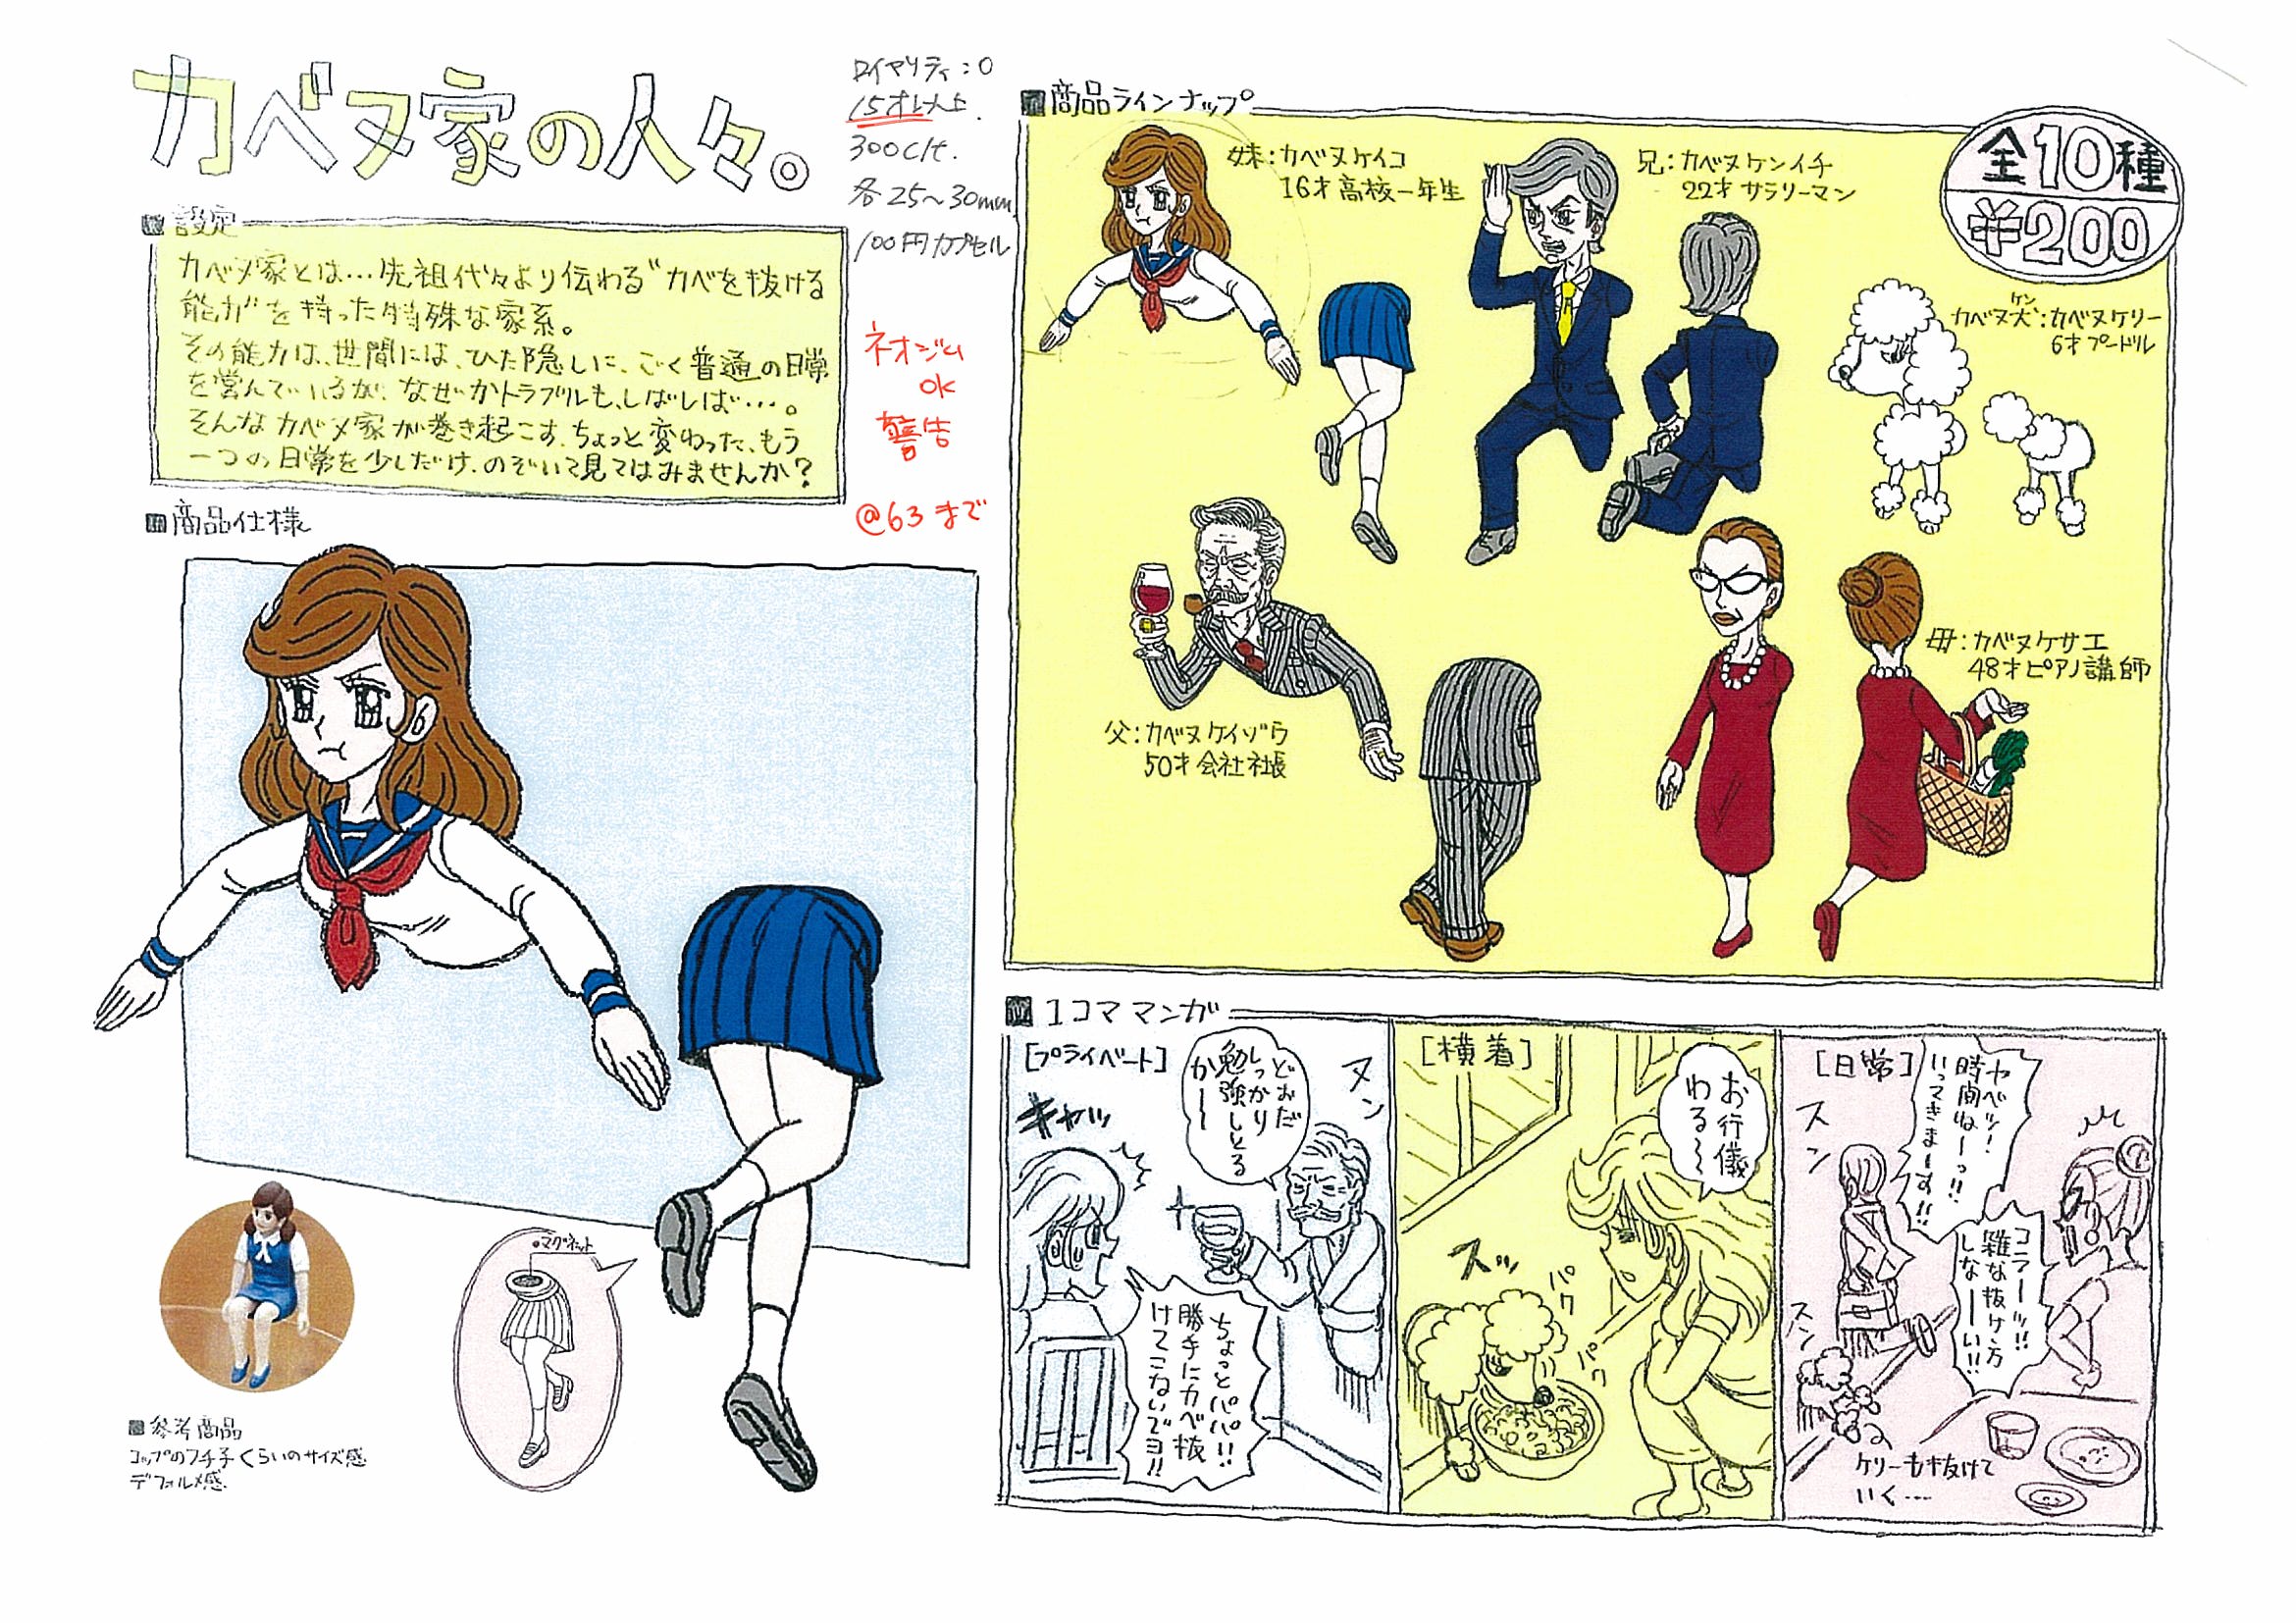 カベヌ家の人々。
ロイヤリティ:0
15才以上.
300c/t.
各25〜30mm
100円カプセル
ネオジム
OK
警告
@63まで
設定
カベヌ家とは…先祖代々より伝わる"カベを抜ける
能力"を持った特殊な家系。
その能力は、世間には、ひた隠しに、ごく普通の日常
を営んでいるが、なぜかトラブルも、しばしば…。
そんなカベヌ家が巻き起こす、ちょっと変わった、もう
一つの日常を少しだけ、のぞいて見てはみませんか?
商品仕様
マグネット
参考商品
コップのフチ子くらいのサイズ感
デフォルメ感
商品ラインナップ
全10種
¥200
妹:カベヌケイコ
16才高校一年生
兄:カベヌケンイチ
22才サラリーマン
カベヌ犬:カベヌケリー
ケン
6才プードル
父:カベヌケイゾウ
50才会社社長
母:カベヌケサエ
48才ピアノ講師
1コママンガ
[プライベート]
どおだ
しっかり
勉強しとる
か〜
ヌン
キャッ
ちょっとパパ!!
勝手にカベ抜
けてこないでヨ!!
[横着]
お行儀
わる〜
スッ
パク
パク
[日常]
ヤベッ!
時間ねーっ!!
いってきまーす!!
スン
コラーッ!!
雑な抜け方
しなーい!!
スン
ケリーも抜けて
いく…